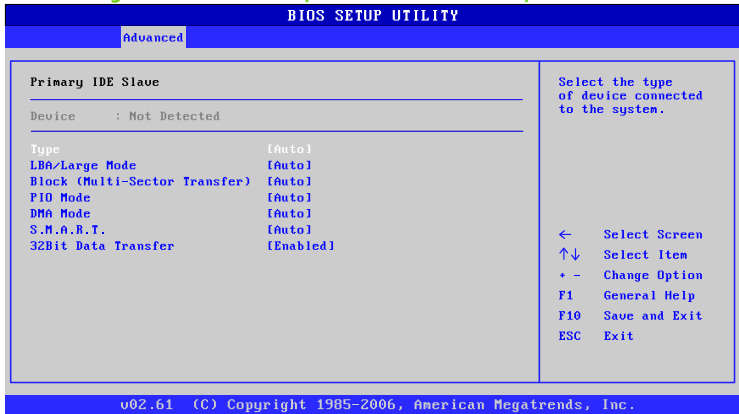 BIOS SETUP UTILITY
Advanced
Primary IDE Slave
Device : Not Detected
Type [Auto]
LBA/Large Mode [Auto]
Block (Multi-Sector Transfer) [Auto]
PIO Mode [Auto]
DMA Mode [Auto]
S.M.A.R.T. [Auto]
32Bit Data Transfer [Enabled]
Select the type
of device connected
to the system.
← Select Screen
↑↓ Select Item
+ - Change Option
F1 General Help
F10 Save and Exit
ESC Exit
v02.61 (C) Copyright 1985-2006, American Megatrends, Inc.